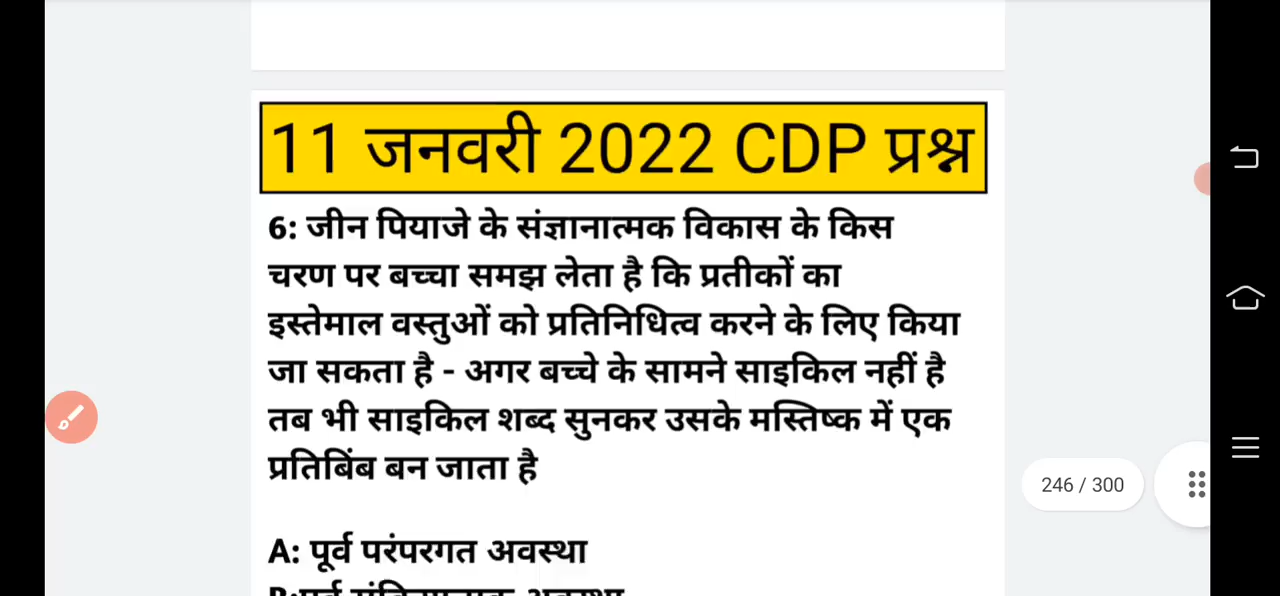 11 जनवरी 2022 CDP प्रश्न
6: जीन पियाजे के संज्ञानात्मक विकास के किस
चरण पर बच्चा समझ लेता है कि प्रतीकों का
इस्तेमाल वस्तुओं को प्रतिनिधित्व करने के लिए किया
जा सकता है - अगर बच्चे के सामने साइकिल नहीं है
तब भी साइकिल शब्द सुनकर उसके मस्तिष्क में एक
प्रतिबिंब बन जाता है
246 / 300
A: पूर्व परंपरगत अवस्था